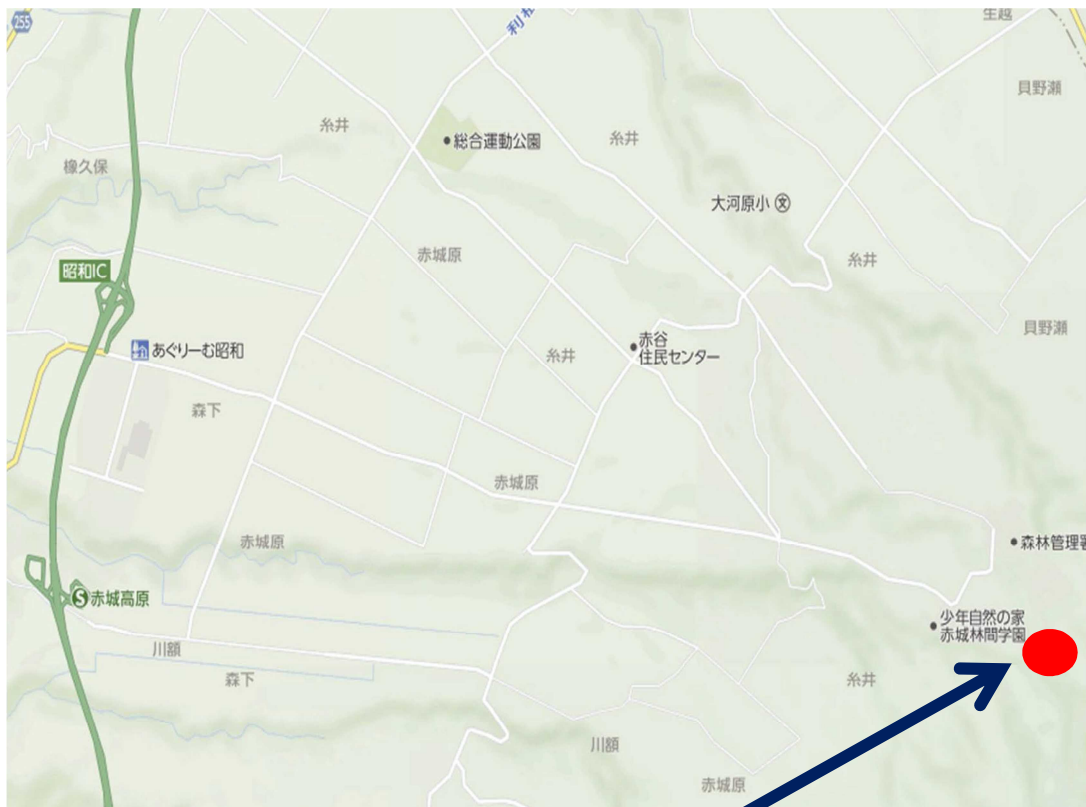 255
利根
生越
貝野瀬
糸井
総合運動公園
糸井
橡久保
大河原小 文
赤城原
糸井
昭和IC
貝野瀬
あぐりーむ昭和
赤谷
住民センター
糸井
森下
赤城原
赤城原
森林管理署
S 赤城高原
少年自然の家
赤城林間学園
川額
森下
糸井
川額
赤城原